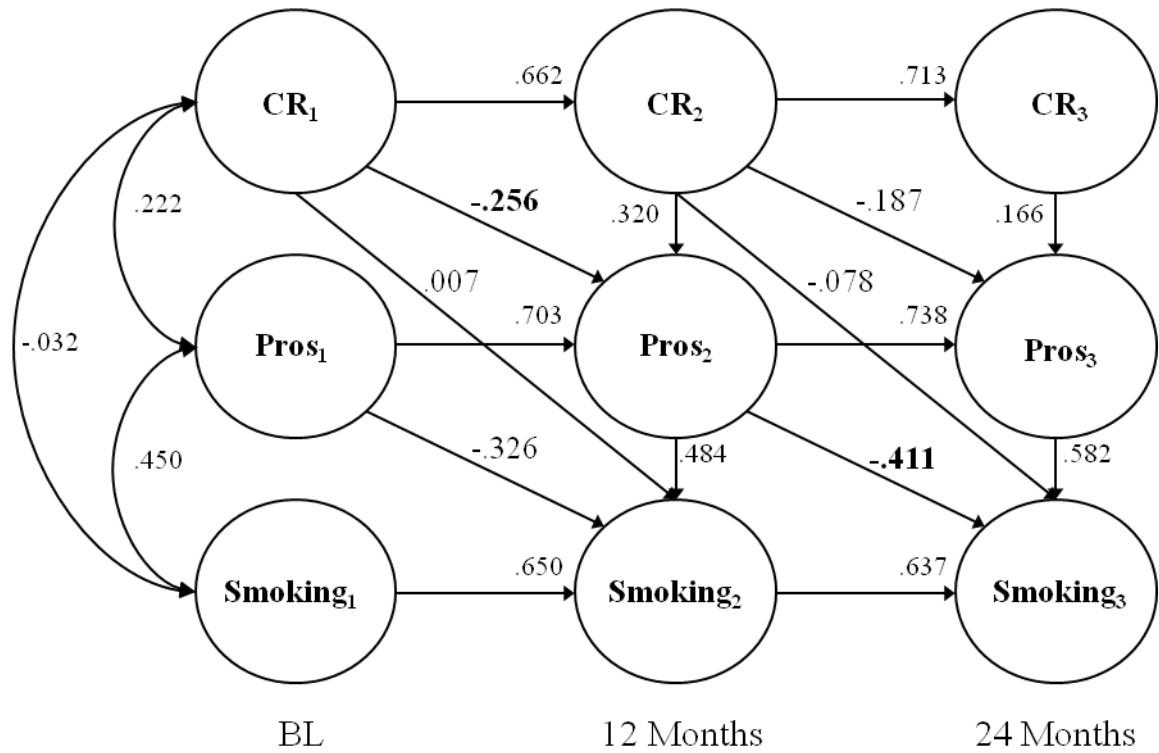 .662
.713
CR₁
CR₂
CR₃
.222
-.256
.320
-.187
.166
.007
-.078
-.032
.703
.738
Pros₁
Pros₂
Pros₃
.450
-.326
.484
-.411
.582
.650
.637
Smoking₁
Smoking₂
Smoking₃
BL
12 Months
24 Months